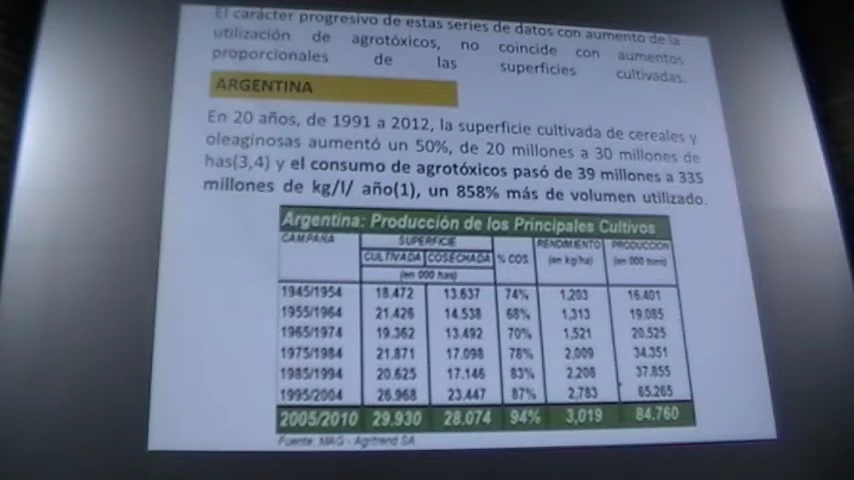 El carácter progresivo de estas series de datos con aumento de la
utilización de agrotóxicos, no coincide con aumentos
proporcionales de las superficies cultivadas.
ARGENTINA
En 20 años, de 1991 a 2012, la superficie cultivada de cereales y
oleaginosas aumentó un 50%, de 20 millones a 30 millones de
has(3,4) y el consumo de agrotóxicos pasó de 39 millones a 335
millones de kg/l/ año(1), un 858% más de volumen utilizado.
Argentina: Producción de los Principales Cultivos
CAMPAÑA SUPERFICIE RENDIMIENTO PRODUCCION
CULTIVADA COSECHADA % COS (en kg/ha) (en 000 tons)
(en 000 has)
1945/1954 18.472 13.637 74% 1,203 16.401
1955/1964 21.426 14.538 68% 1,313 19.085
1965/1974 19.362 13.492 70% 1,521 20.525
1975/1984 21.871 17.098 78% 2,009 34.351
1985/1994 20.625 17.146 83% 2,208 37.855
1995/2004 26.968 23.447 87% 2,783 65.265
2005/2010 29.930 28.074 94% 3,019 84.760
Fuente: MAG - Agritrend SA